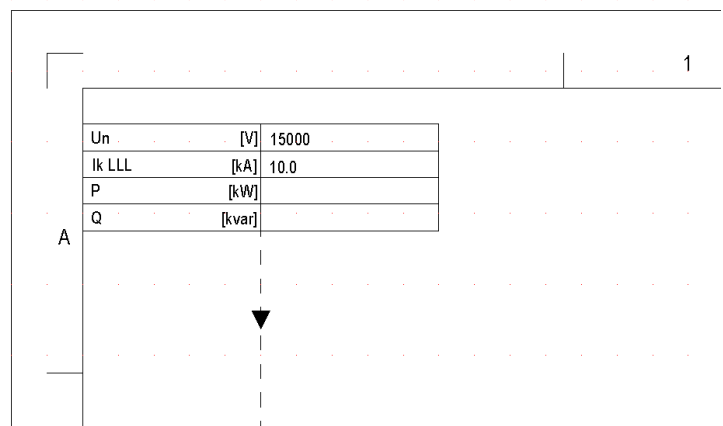 1
Un [V] 15000
Ik LLL [kA] 10.0
P [kW]
Q [kvar]
A